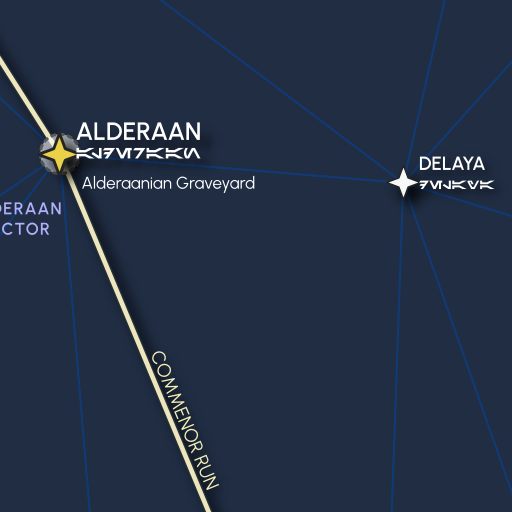 ALDERAAN
Alderaanian Graveyard
DELAYA
DERAAN
CTOR
COMMENOR RUN